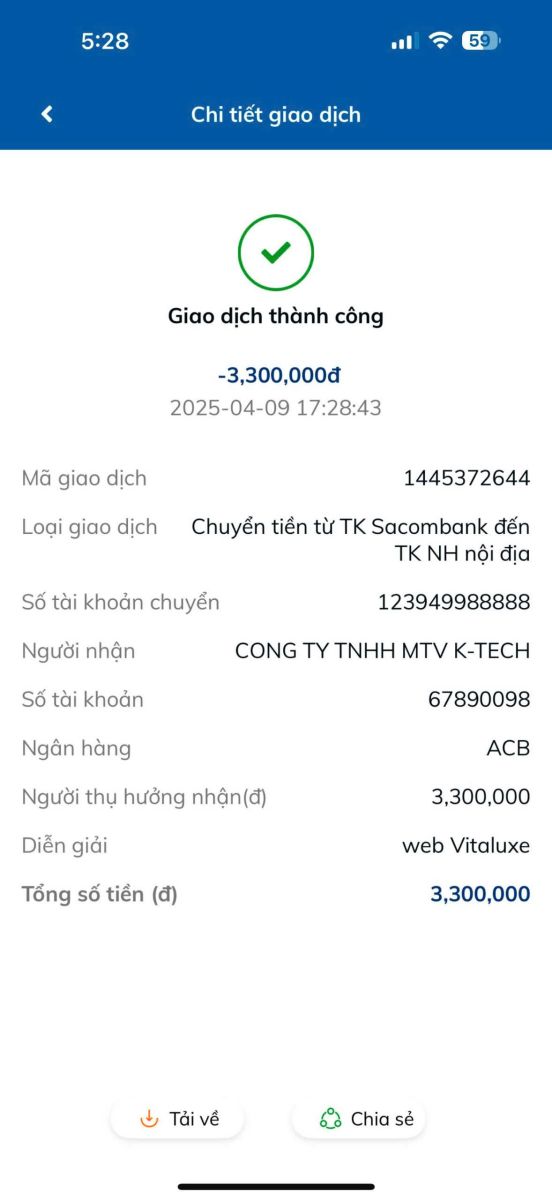 5:28
59
Chi tiết giao dịch
Giao dịch thành công
-3,300,000đ
2025-04-09 17:28:43
Mã giao dịch 1445372644
Loại giao dịch Chuyển tiền từ TK Sacombank đến
TK NH nội địa
Số tài khoản chuyển 123949988888
Người nhận CONG TY TNHH MTV K-TECH
Số tài khoản 67890098
Ngân hàng ACB
Người thụ hưởng nhận(đ) 3,300,000
Diễn giải web Vitaluxe
Tổng số tiền (đ) 3,300,000
Tải về Chia sẻ